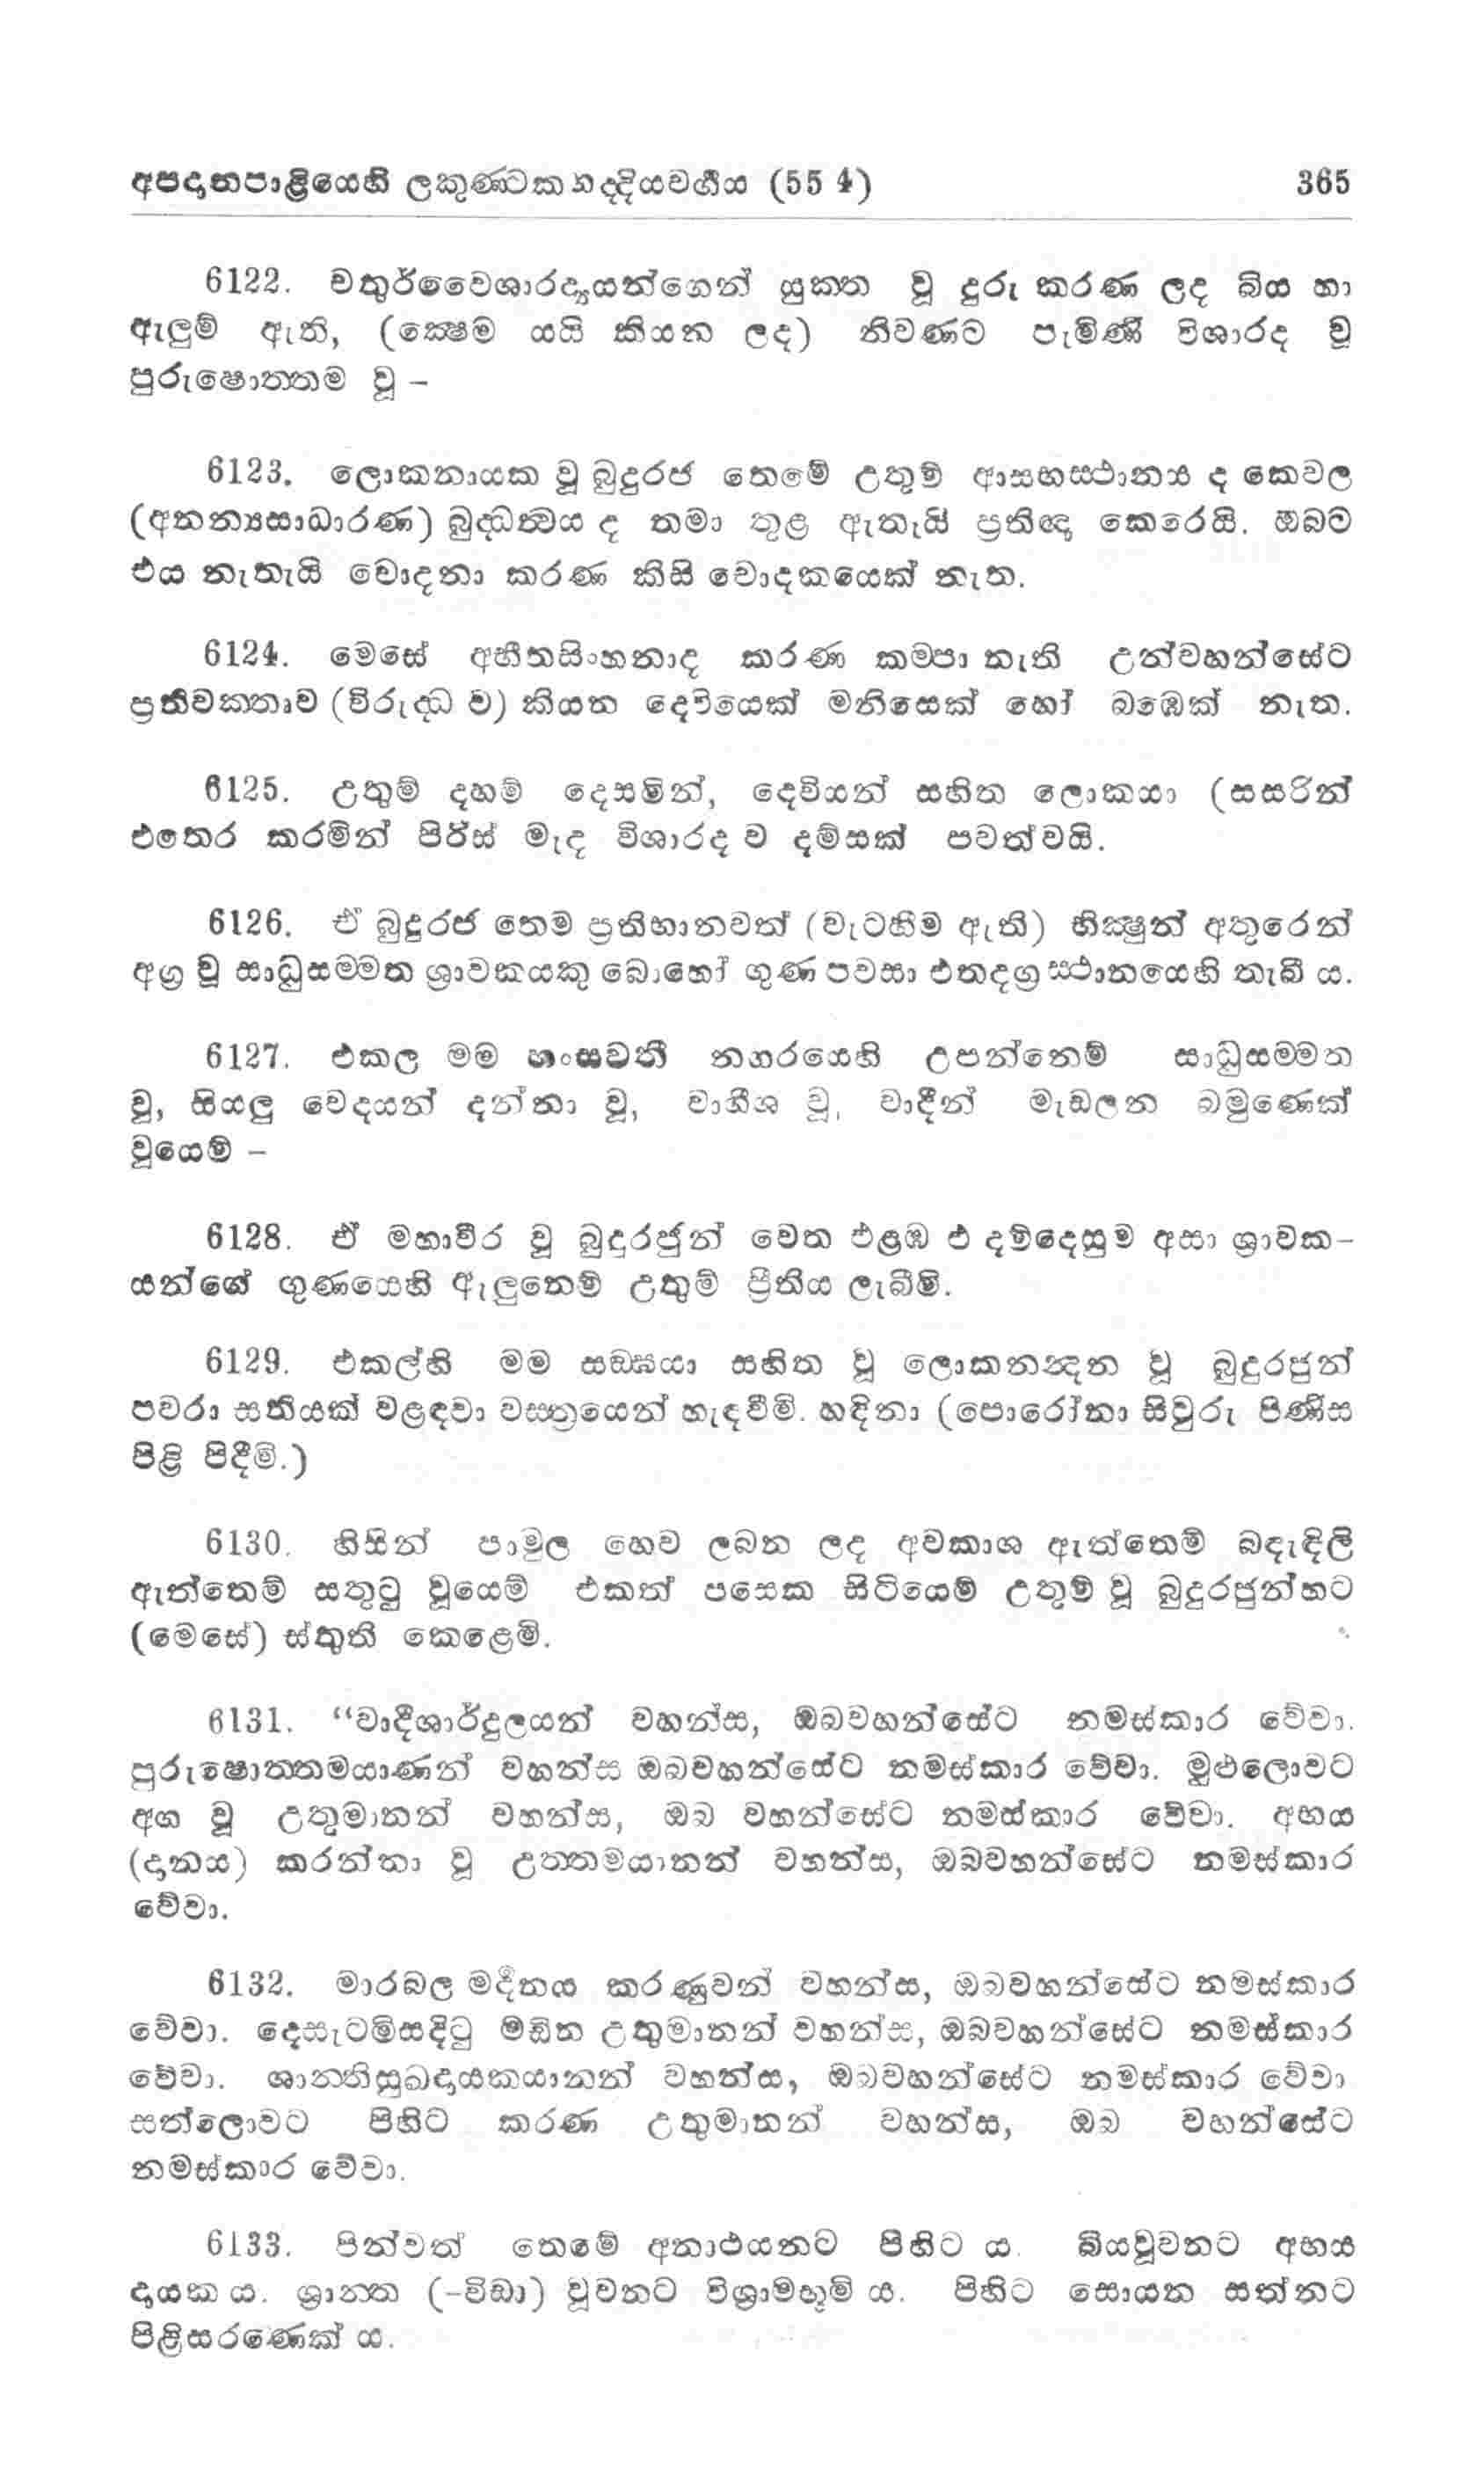 අපදානපාළියෙහි ලකුණ්ටකභද්දියවග්ගිය (55 4) 365
6122. චතුර්වෛශාරද්‍යයන්ගෙන් යුක්ත වූ දුරු කරණ ලද බිය හා
ඇලුම් ඇති, (ක්‍ෂෙම යයි කියන ලද) නිවණට පැමිණි විශාරද වූ
පුරුෂොත්තම වූ –
6123. ලොකනායක වූ බුදුරජ තෙමේ උතුම් ආසභස්ථානය ද කෙවල
(අනන්‍යසාධාරණ) බුද්ධත්‍වය ද තමා තුළ ඇතැයි ප්‍රතිඥා කෙරෙයි. ඔබට
එය නැතැයි චොදනා කරණ කිසි චොදකයෙක් නැත.
6124. මෙසේ අභීතසිංහනාද කරණ කම්පා නැති උන්වහන්සේට
ප්‍රතිවක්තෘව (විරුද්ධ ව) කියන දෙවියෙක් මනිසෙක් හෝ බඹෙක් නැත.
6125. උතුම් දහම් දෙසමින්, දෙවියන් සහිත ලොකයා (සසරින්
එතෙර කරමින් පිරිස් මැද විශාරද ව දම්සක් පවත්වයි.
6126. ඒ බුදුරජ තෙම ප්‍රතිභානවත් (වැටහීම ඇති) භික්‍ෂුන් අතුරෙන්
අග්‍ර වූ සාධුසම්මත ශ්‍රාවකයකු බොහෝ ගුණ පවසා එතදග්‍ර ස්ථානයෙහි තැබී ය.
6127. එකල මම හංසවතී නගරයෙහි උපන්නෙම් සාධුසම්මත
වූ, සියලු වෙදයන් දන්නා වූ, වාගීශ වූ, වාදීන් මැඩලන බමුණෙක්
වූයෙම් –
6128. ඒ මහාවීර වූ බුදුරජුන් වෙත එළඹ එ දම්දෙසුම අසා ශ්‍රාවක–
යන්ගේ ගුණයෙහි ඇලුනෙම් උතුම් ප්‍රීතිය ලැබීමි.
6129. එකල්හි මම සඞ්ඝයා සහිත වූ ලොකනන්‍දන වූ බුදුරජුන්
පවරා සතියක් වළඳවා වස්ත්‍රයෙන් හැඳවීමි. හඳිනා (පොරෝනා සිවුරු පිණිස
පිළි පිදීමි.)
6130. හිසින් පාමුල හෙව ලබන ලද අවකාශ ඇත්තෙම් බඳැඳිලි
ඇත්තෙම් සතුටු වූයෙම් එකත් පසෙක සිටියෙම් උතුම් වූ බුදුරජුන්හට
(මෙසේ) ස්තුති කෙළෙමි.
6131. “වාදීශාර්දුලයන් වහන්ස, ඔබවහන්සේට නමස්කාර වේවා.
පුරුෂොත්තමයාණන් වහන්ස ඔබවහන්සේට නමස්කාර වේවා. මුළුලොවට
අග වූ උතුමානන් වහන්ස, ඔබ වහන්සේට නමස්කාර වේවා. අභය
(දානය) කරන්නා වූ උත්තමයානන් වහන්ස, ඔබවහන්සේට නමස්කාර
වේවා.
6132. මාරබල මර්දනය කරණුවන් වහන්ස, ඔබවහන්සේට නමස්කාර
වේවා. දෙසැටමිසදිටු මඩින උතුමානන් වහන්ස, ඔබවහන්සේට නමස්කාර
වේවා. ශාන්තිසුඛදායකයානන් වහන්ස, ඔබවහන්සේට නමස්කාර වේවා
සත්ලොවට පිහිට කරණ උතුමානන් වහන්ස, ඔබ වහන්සේට
නමස්කාර වේවා.
6133. පින්වත් තෙමේ අනාථයනට පිහිට ය. බියවූවනට අභය
දායක ය. ශ්‍රාන්ත (–විඩා) වූවනට විශ්‍රාමභූමි ය. පිහිට සොයන සත්නට
පිළිසරණෙක් ය.